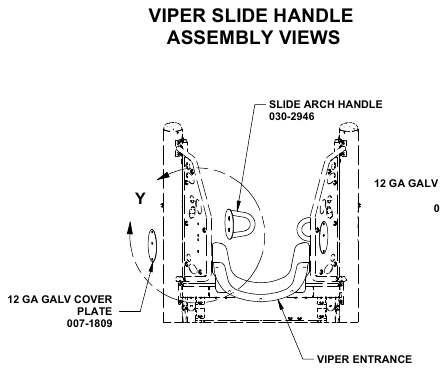 VIPER SLIDE HANDLE
ASSEMBLY VIEWS
SLIDE ARCH HANDLE
030-2946
12 GA GALV
0
Y
12 GA GALV COVER
PLATE
007-1809
VIPER ENTRANCE